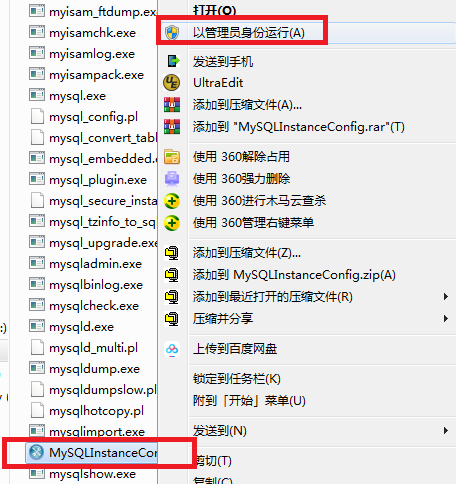 myisam_ftdump.ex
myisamchk.exe
myisamlog.exe
myisampack.exe
mysql.exe
mysql_config.pl
mysql_convert_tabl
mysql_embedded.
mysql_plugin.exe
mysql_secure_insta
mysql_tzinfo_to_sq
mysql_upgrade.exe
mysqladmin.exe
mysqlbinlog.exe
mysqlcheck.exe
mysqld.exe
mysqld_multi.pl
mysqldump.exe
mysqldumpslow.pl
mysqlhotcopy.pl
mysqlimport.exe
MySQLInstanceCon
mysqlshow.exe
打开(O)
以管理员身份运行(A)
发送到手机
UltraEdit
添加到压缩文件(A)...
添加到 "MySQLInstanceConfig.rar"(T)
使用 360解除占用
使用 360强力删除
使用 360进行木马云查杀
使用 360管理右键菜单
添加到压缩文件(Z)...
添加到 MySQLInstanceConfig.zip(A)
添加到最近打开的压缩文件(R)
压缩并分享
上传到百度网盘
锁定到任务栏(K)
附到「开始」菜单(U)
发送到(N)
剪切(T)
复制(C)
:)